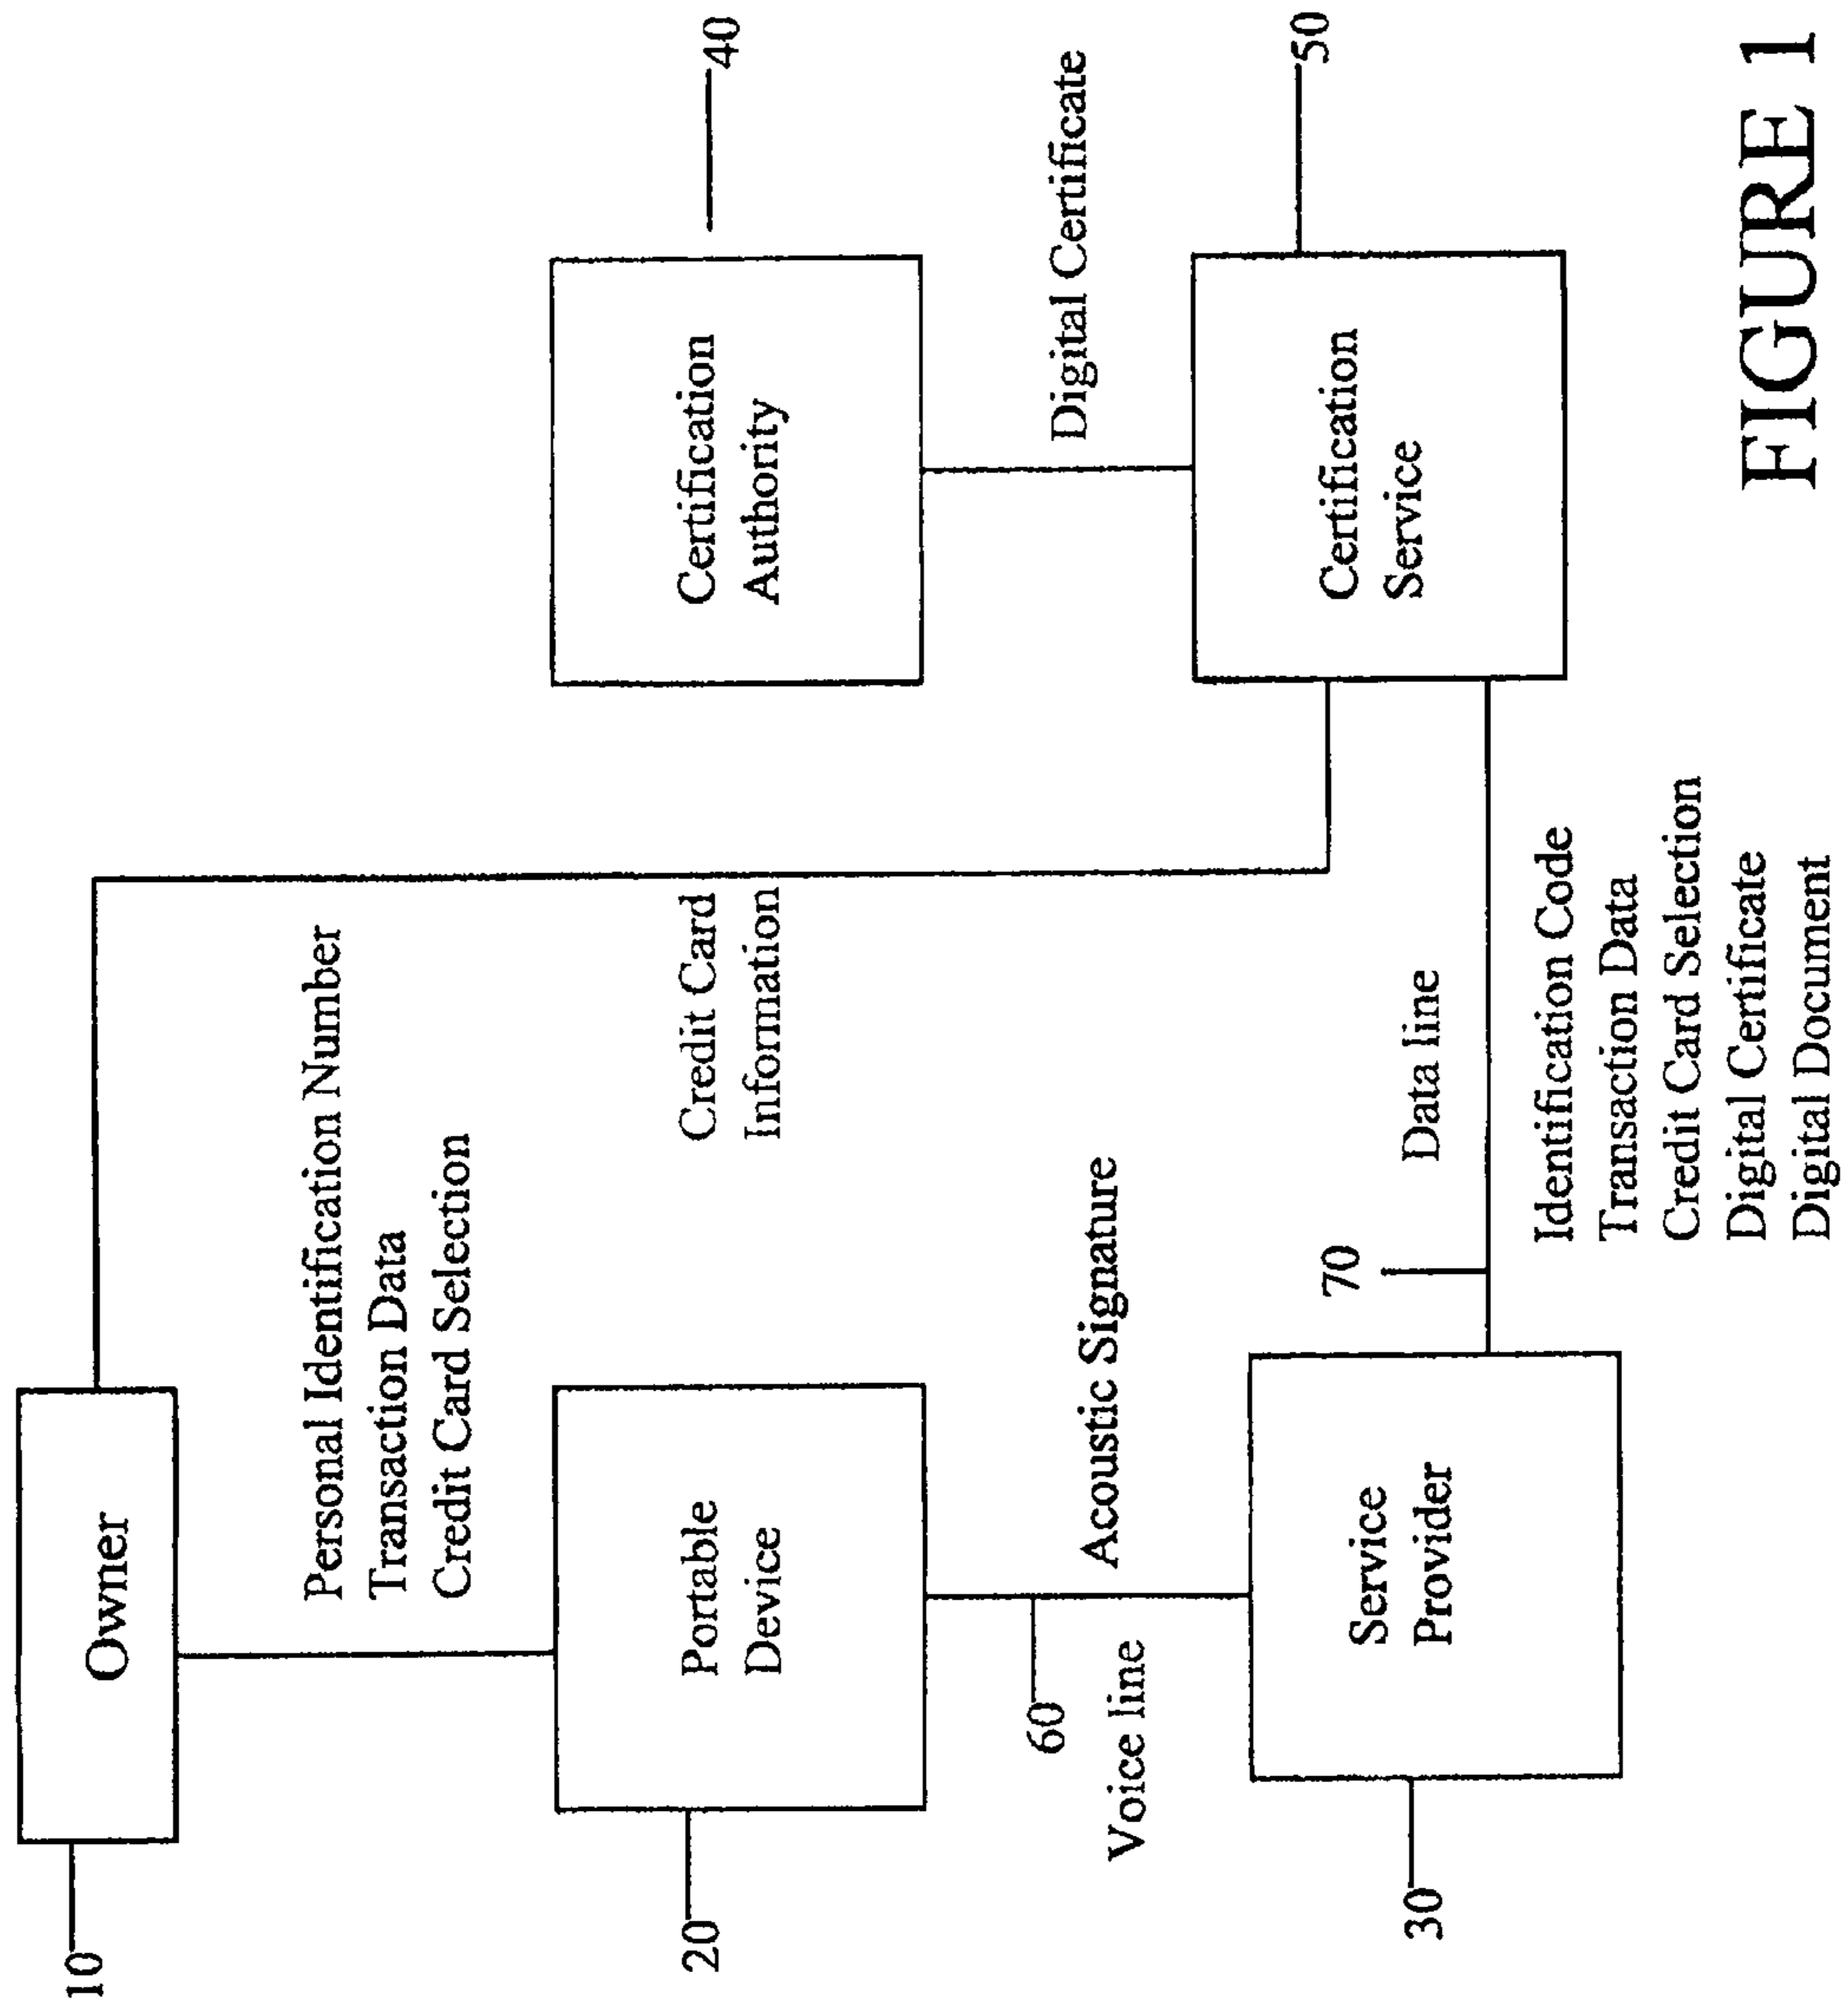 10
Owner
Personal Identification Number
Transaction Data
Credit Card Selection
20
Portable
Device
Credit Card
Information
Certification
Authority
40
60
Voice line
Acoustic Signature
Digital Certificate
30
Service
Provider
70
Data line
Certification
Service
50
Identification Code
Transaction Data
Credit Card Selection
Digital Certificate
Digital Document
FIGURE 1